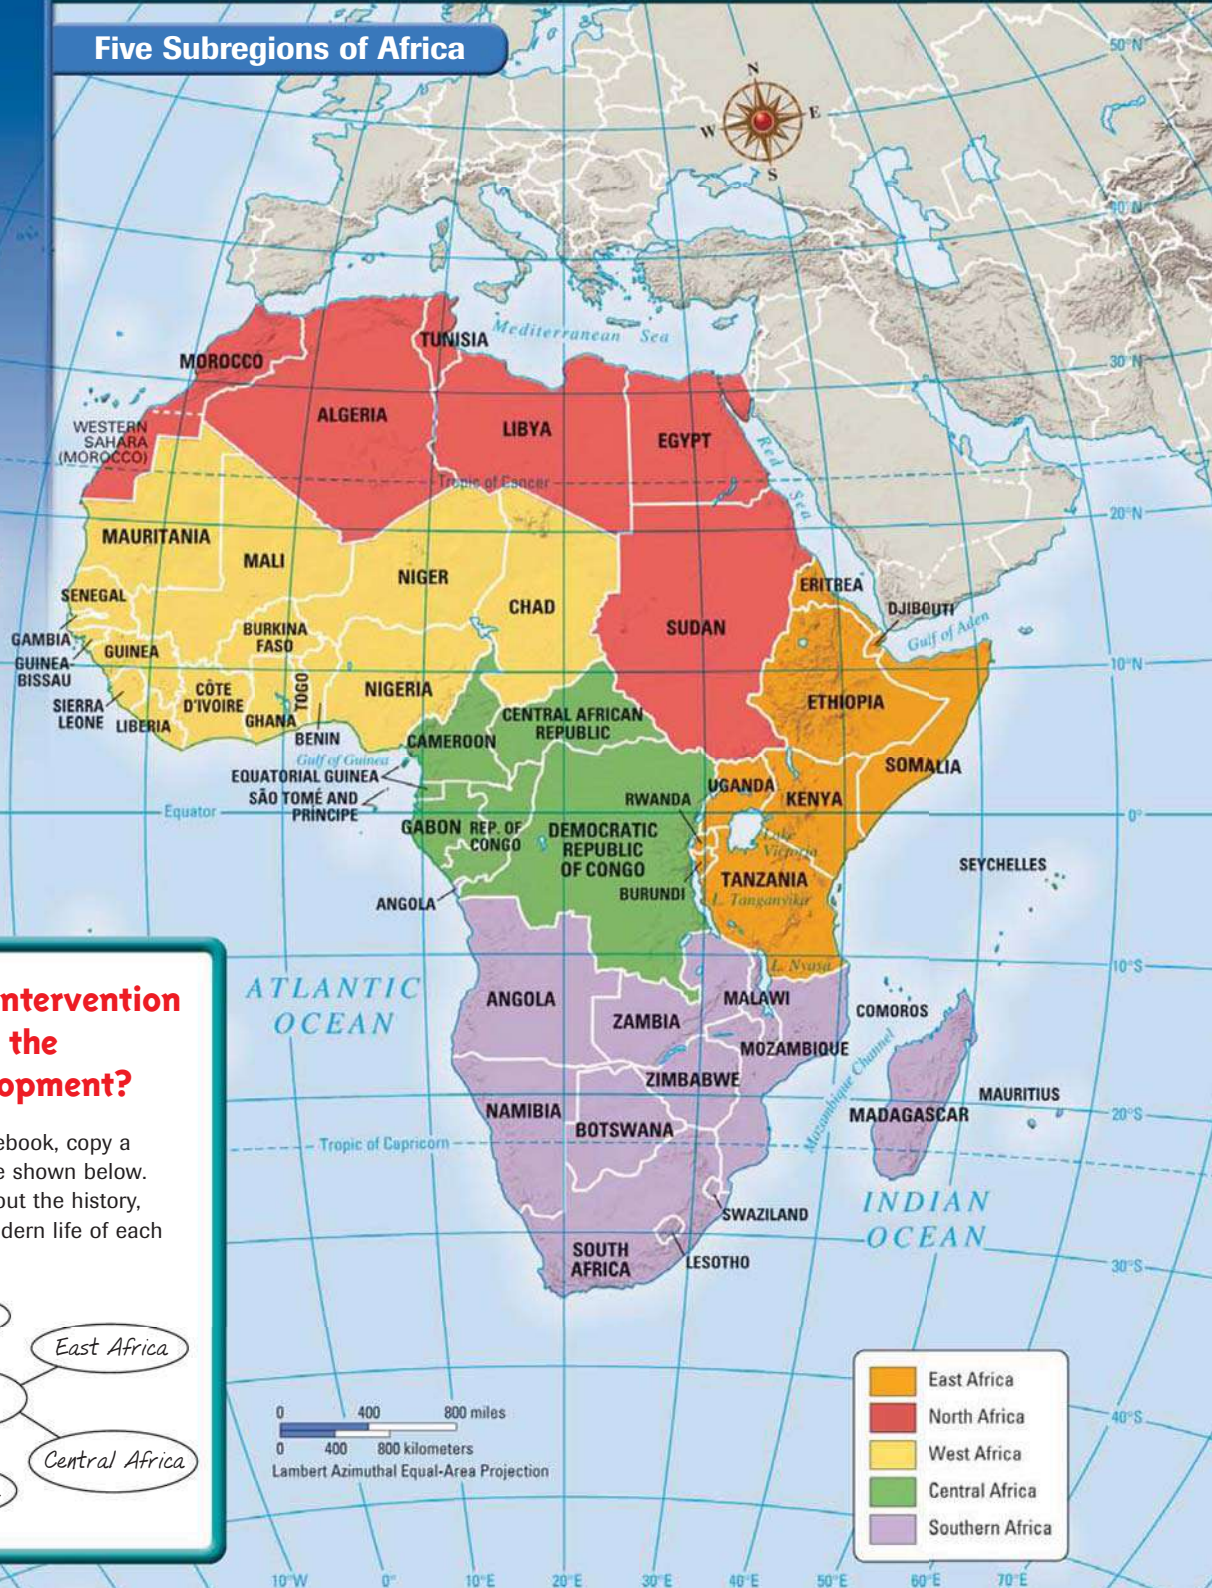 Five Subregions of Africa
N
W
E
S
50°N
40°N
30°N
20°N
10°N
0°
10°S
20°S
30°S
40°S
Mediterranean Sea
TUNISIA
MOROCCO
WESTERN
SAHARA
(MOROCCO)
ALGERIA
LIBYA
EGYPT
Red Sea
Tropic of Cancer
MAURITANIA
MALI
NIGER
CHAD
SUDAN
ERITREA
DJIBOUTI
Gulf of Aden
SENEGAL
GAMBIA
GUINEA-
BISSAU
GUINEA
SIERRA
LEONE
LIBERIA
BURKINA
FASO
CÔTE
D'IVOIRE
GHANA
TOGO
BENIN
NIGERIA
Gulf of Guinea
CAMEROON
CENTRAL AFRICAN
REPUBLIC
ETHIOPIA
SOMALIA
EQUATORIAL GUINEA
SÃO TOMÉ AND
PRÍNCIPE
Equator
GABON
REP. OF
CONGO
DEMOCRATIC
REPUBLIC
OF CONGO
RWANDA
BURUNDI
UGANDA
KENYA
Lake
Victoria
TANZANIA
L. Tanganyika
L. Nyasa
SEYCHELLES
ANGOLA
ATLANTIC
OCEAN
ANGOLA
ZAMBIA
MALAWI
MOZAMBIQUE
COMOROS
Mozambique Channel
ZIMBABWE
NAMIBIA
BOTSWANA
MADAGASCAR
MAURITIUS
Tropic of Capricorn
SWAZILAND
LESOTHO
SOUTH
AFRICA
INDIAN
OCEAN
ntervention
the
opment?
ebook, copy a
e shown below.
out the history,
dern life of each
East Africa
Central Africa
0 400 800 miles
0 400 800 kilometers
Lambert Azimuthal Equal-Area Projection
East Africa
North Africa
West Africa
Central Africa
Southern Africa
10°W
0°
10°E
20°E
30°E
40°E
50°E
60°E
70°E